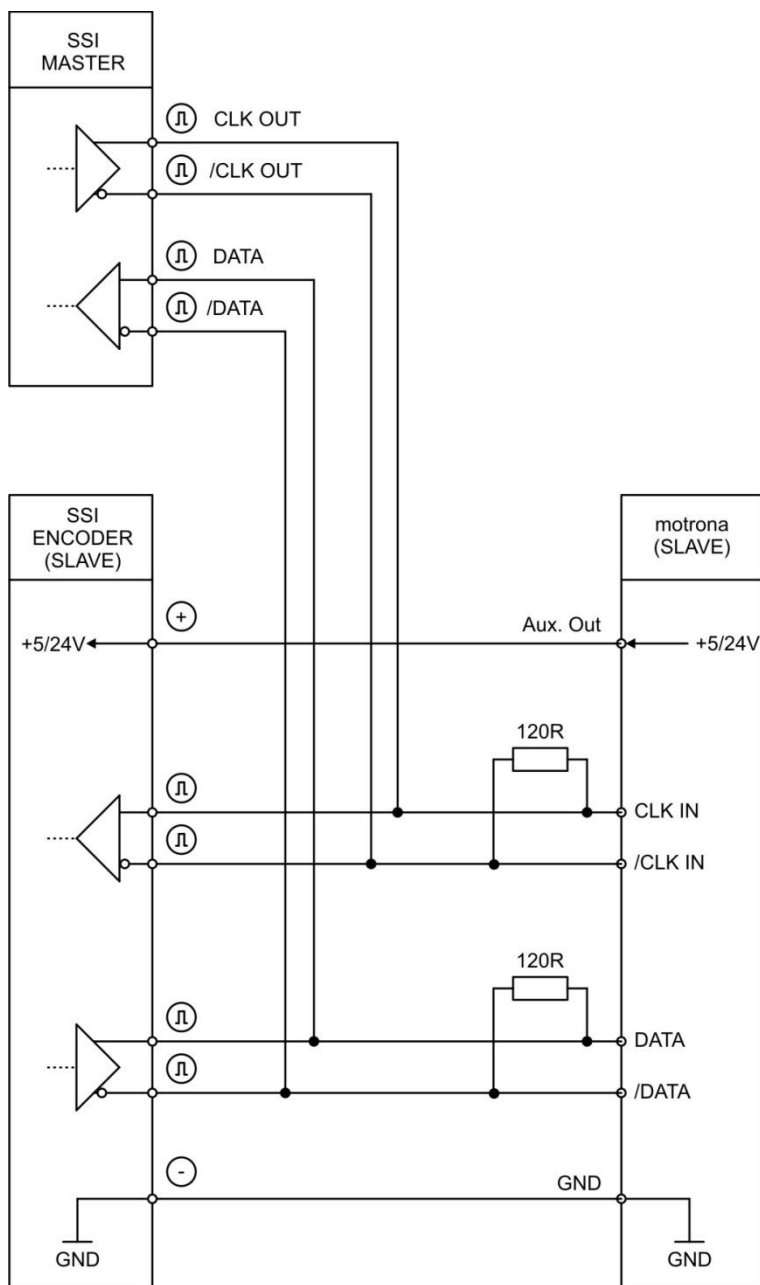 SSI
MASTER
CLK OUT
/CLK OUT
DATA
/DATA
SSI
ENCODER
(SLAVE)
motrona
(SLAVE)
+
Aux. Out
+5/24V
+5/24V
120R
CLK IN
/CLK IN
120R
DATA
/DATA
-
GND
GND
GND